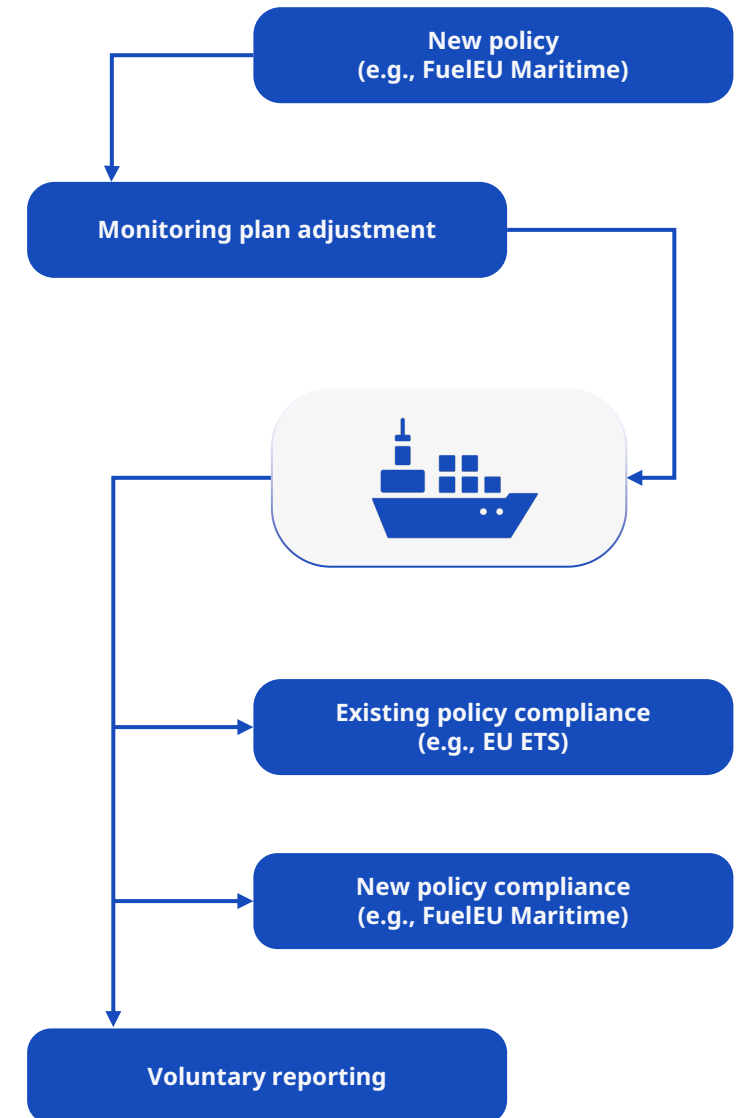 New policy
(e.g., FuelEU Maritime)
Monitoring plan adjustment
Existing policy compliance
(e.g., EU ETS)
New policy compliance
(e.g., FuelEU Maritime)
Voluntary reporting